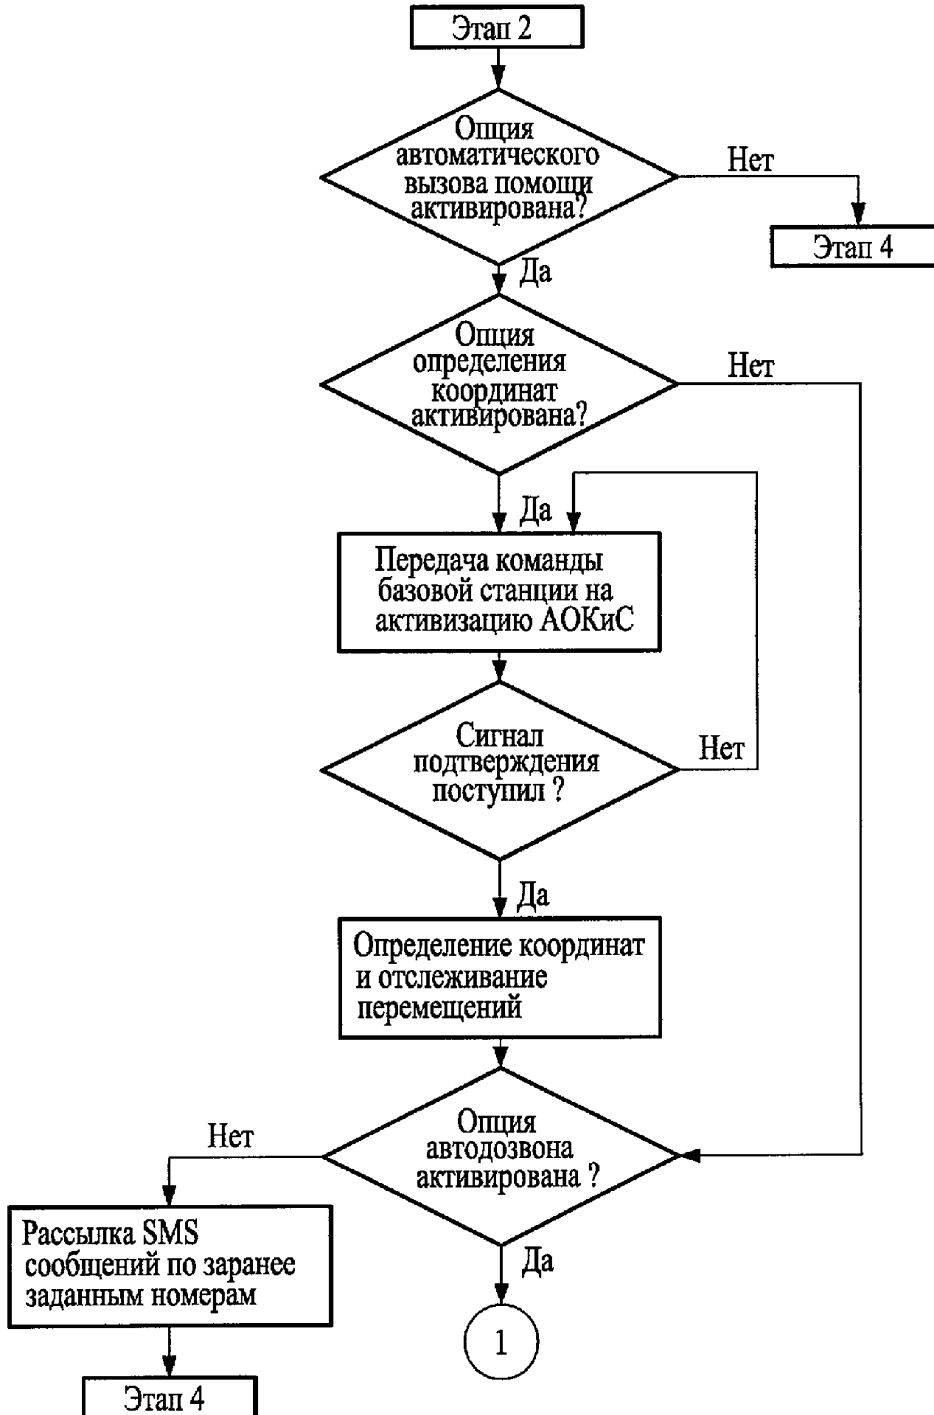 Этап 2
Опция
автоматического
вызова помощи
активирована?
Нет
Этап 4
Да
Опция
определения
координат
активирована?
Нет
Да
Передача команды
базовой станции на
активизацию АОКиС
Сигнал
подтверждения
поступил ?
Нет
Да
Определение координат
и отслеживание
перемещений
Опция
автодозвона
активирована ?
Нет
Рассылка SMS
сообщений по заранее
заданным номерам
Да
1
Этап 4